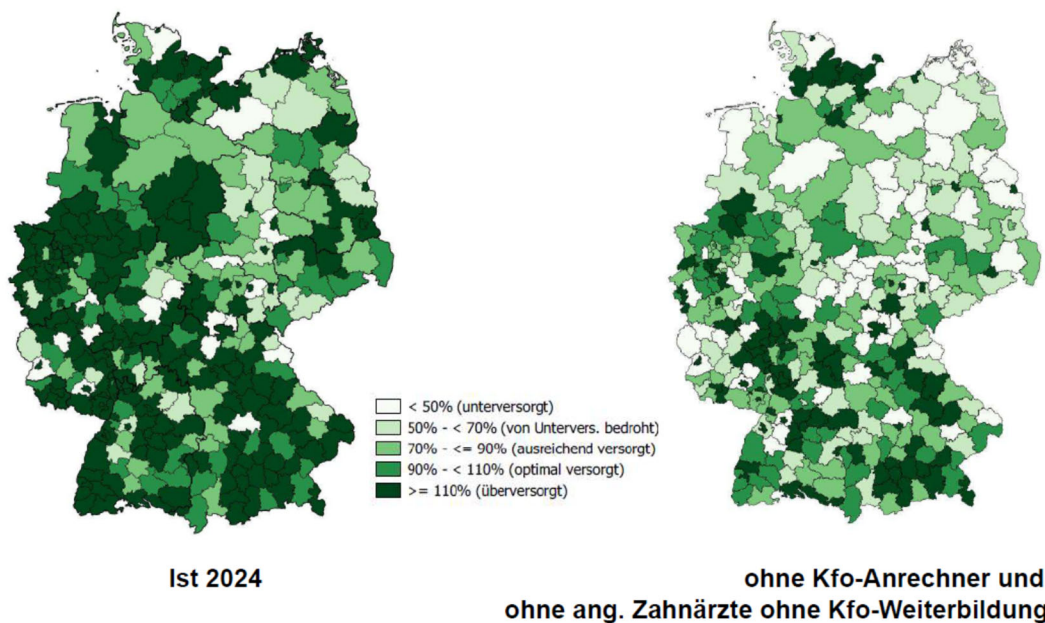 < 50% (unterversorgt)
50% - < 70% (von Untervers. bedroht)
70% - <= 90% (ausreichend versorgt)
90% - < 110% (optimal versorgt)
>= 110% (überversorgt)
Ist 2024
ohne Kfo-Anrechner und
ohne ang. Zahnärzte ohne Kfo-Weiterbildung